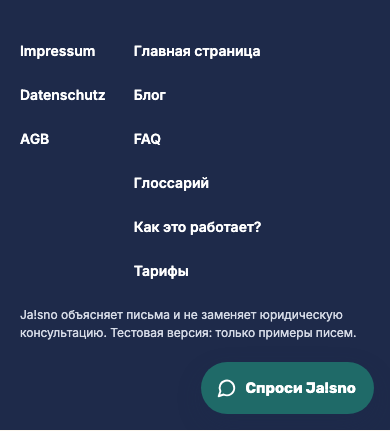 Impressum
Datenschutz
AGB
Главная страница
Блог
FAQ
Глоссарий
Как это работает?
Тарифы
Ja!sno объясняет письма и не заменяет юридическую
консультацию. Тестовая версия: только примеры писем.
Спроси Ja!sno